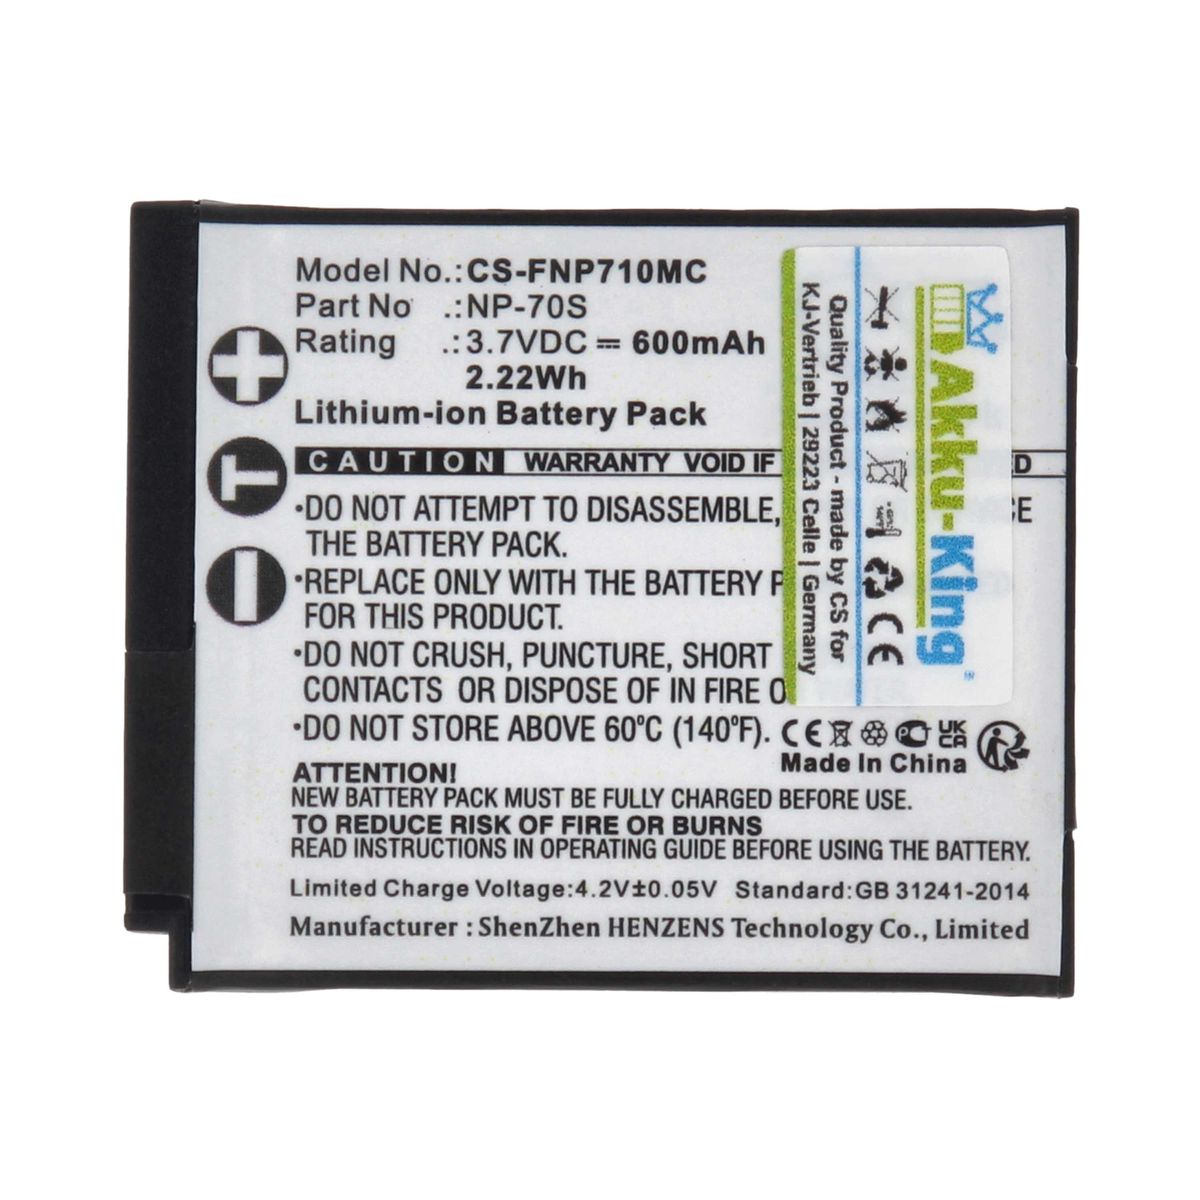 Model No.: CS-FNP710MC
Part No .: NP-70S
Rating .: 3.7VDC ⎓ 600mAh
2.22Wh
Lithium-ion Battery Pack
CAUTION WARRANTY VOID IF
•DO NOT ATTEMPT TO DISASSEMBLE,
THE BATTERY PACK.
•REPLACE ONLY WITH THE BATTERY
FOR THIS PRODUCT.
•DO NOT CRUSH, PUNCTURE, SHORT
CONTACTS OR DISPOSE OF IN FIRE
•DO NOT STORE ABOVE 60°C (140°F).
CE UK CA
Made In China
ATTENTION!
NEW BATTERY PACK MUST BE FULLY CHARGED BEFORE USE.
TO REDUCE RISK OF FIRE OR BURNS
READ INSTRUCTIONS IN OPERATING GUIDE BEFORE USING THE BATTERY.
Limited Charge Voltage:4.2V±0.05V Standard:GB 31241-2014
Manufacturer : ShenZhen HENZENS Technology Co., Limited
T
Akku-King
CE
Quality Product - made by CS for
KJ-Vertrieb | 29223 Celle | Germany